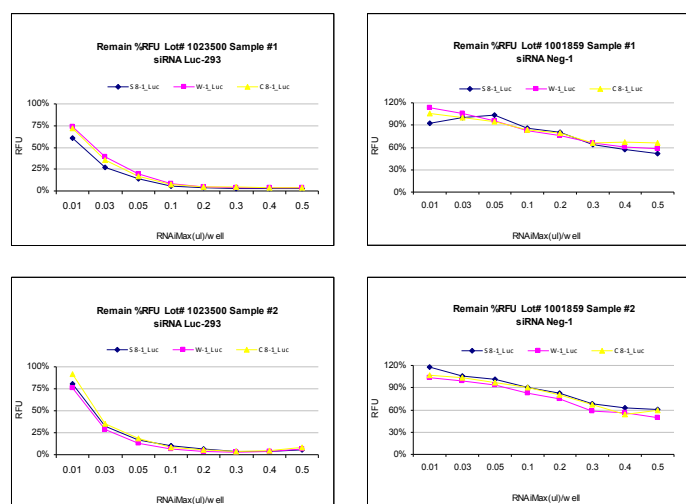 Remain %RFU Lot# 1023500 Sample #1
siRNA Luc-293
S8-1_Luc W-1_Luc C8-1_Luc
100%
75%
50%
25%
0%
RFU
0.01 0.03 0.05 0.1 0.2 0.3 0.4 0.5
RNAiMax(ul)/well
Remain %RFU Lot# 1001859 Sample #1
siRNA Neg-1
S8-1_Luc W-1_Luc C8-1_Luc
120%
90%
60%
30%
0%
RFU
0.01 0.03 0.05 0.1 0.2 0.3 0.4 0.5
RNAiMax(ul)/well
Remain %RFU Lot# 1023500 Sample #2
siRNA Luc-293
S8-1_Luc W-1_Luc C8-1_Luc
100%
75%
50%
25%
0%
RFU
0.01 0.03 0.05 0.1 0.2 0.3 0.4 0.5
RNAiMax(ul)/well
Remain %RFU Lot# 1001859 Sample #2
siRNA Neg-1
S8-1_Luc W-1_Luc C8-1_Luc
120%
90%
60%
30%
0%
RFU
0.01 0.03 0.05 0.1 0.2 0.3 0.4 0.5
RNAiMax(ul)/well